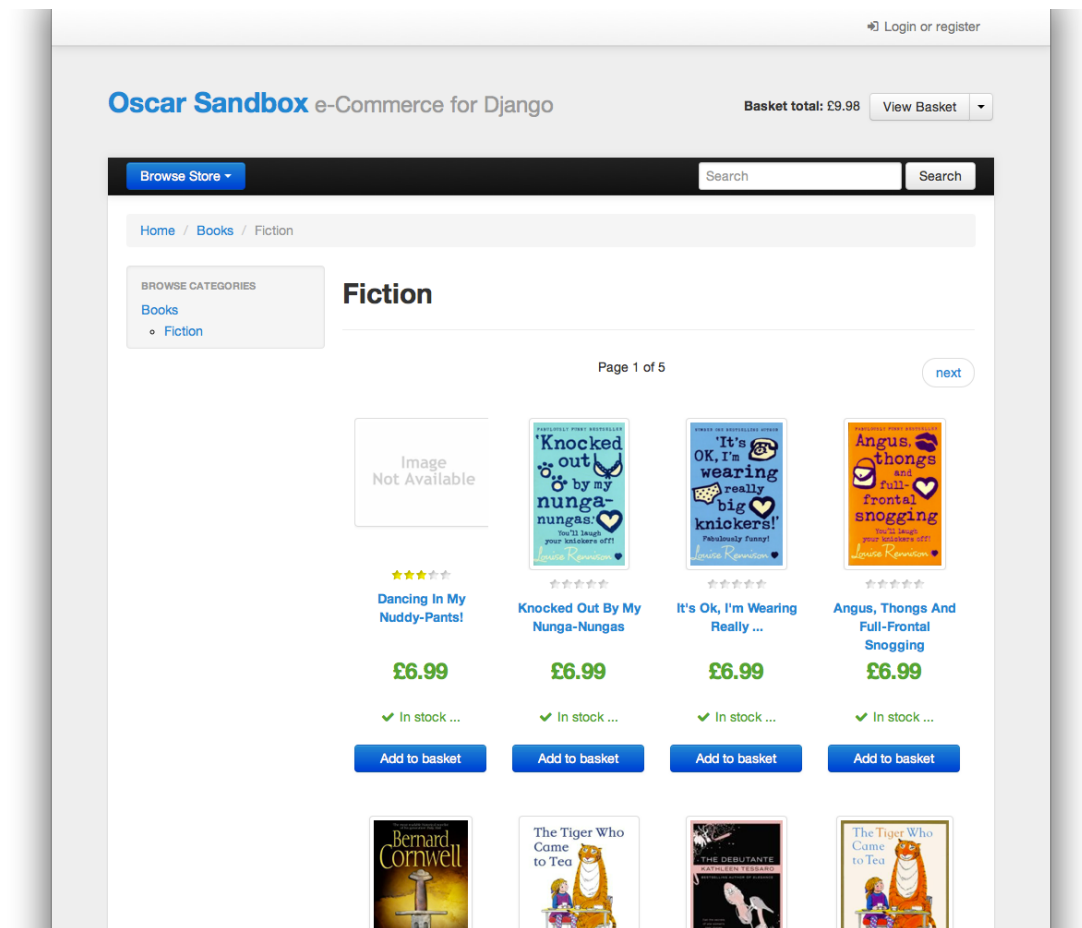 Login or register
Oscar Sandbox e-Commerce for Django
Basket total: £9.98 View Basket
Browse Store Search Search
Home / Books / Fiction
BROWSE CATEGORIES
Books
Fiction
Fiction
Page 1 of 5
next
Image
Not Available
FABULOUSLY FUNNY BESTSELLER
'Knocked
out
by my
nunga-
nungas.'
You'll laugh
your knickers off!
Louise Rennison
'It's
OK, I'm
wearing
really
big
knickers!'
Fabulously funny!
Louise Rennison
FABULOUSLY FUNNY BESTSELLER
Angus,
thongs
and
full-
frontal
snogging
You'll laugh
your knickers off!
Louise Rennison
Dancing In My
Nuddy-Pants!
Knocked Out By My
Nunga-Nungas
It's Ok, I'm Wearing
Really ...
Angus, Thongs And
Full-Frontal
Snogging
£6.99 £6.99 £6.99 £6.99
In stock ... In stock ... In stock ... In stock ...
Add to basket Add to basket Add to basket Add to basket
Bernard
Cornwell
The Tiger Who
Came
to Tea
THE DEBUTANTE
KATHLEEN TESSARO
The Tiger Who
Came
to Tea